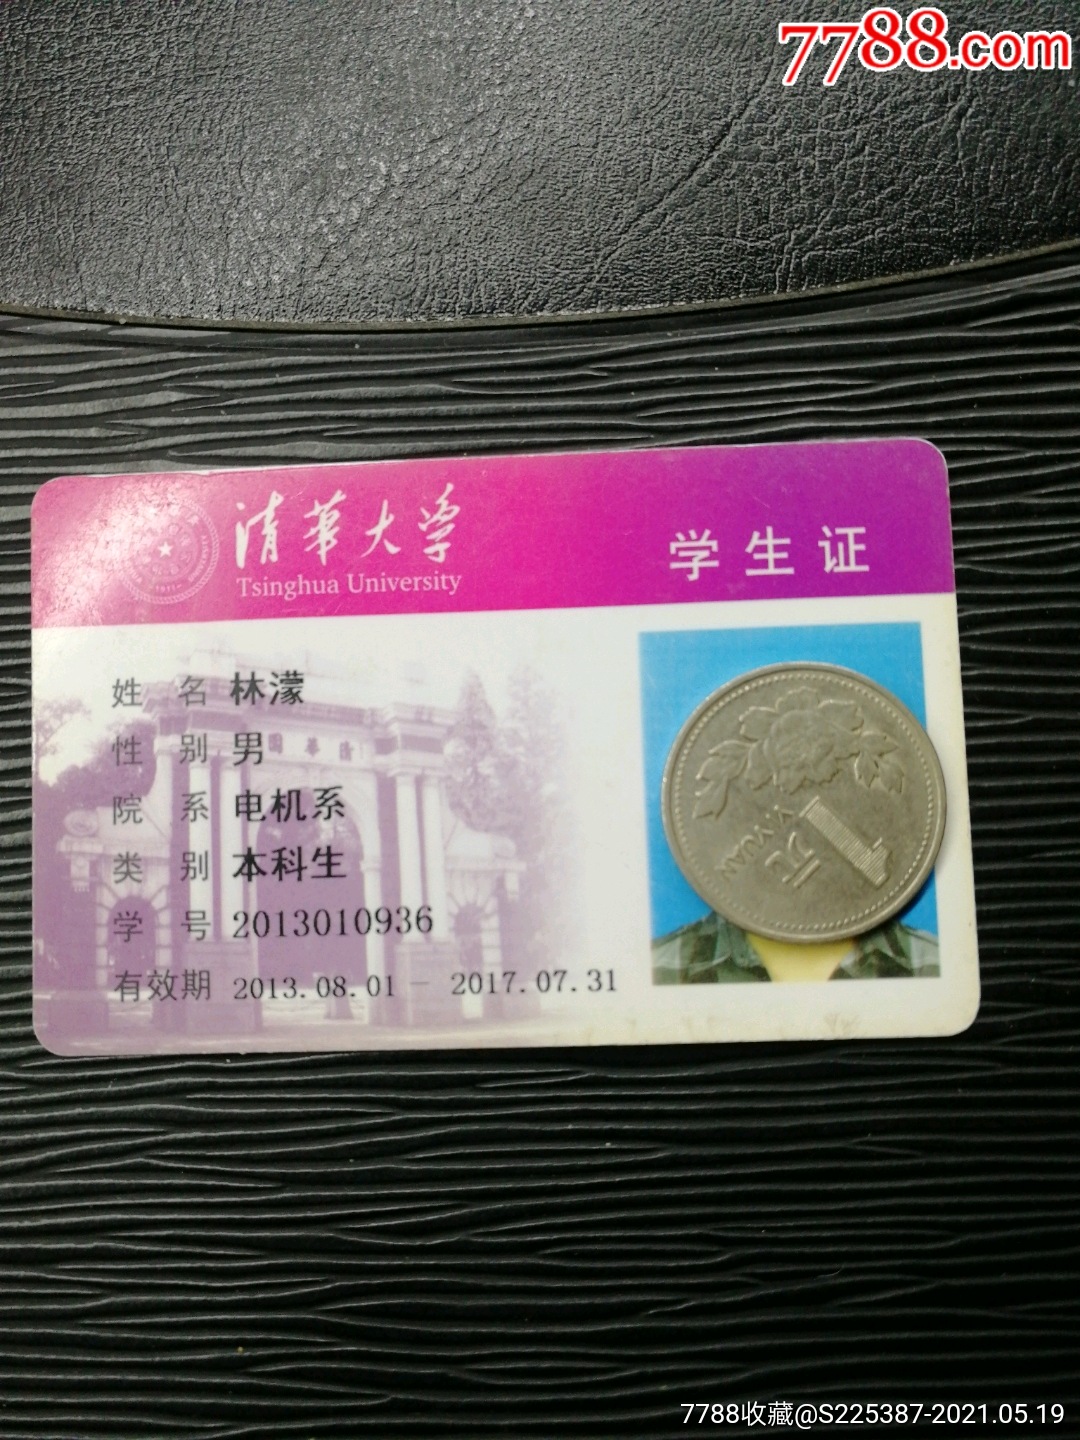 7788.com
清華大学
Tsinghua University
学生证
姓 名 林濛
性 别 男
院 系 电机系
类 别 本科生
学 号 2013010936
有效期 2013.08.01 - 2017.07.31
1
元
YI YUAN
7788收藏@S225387-2021.05.19